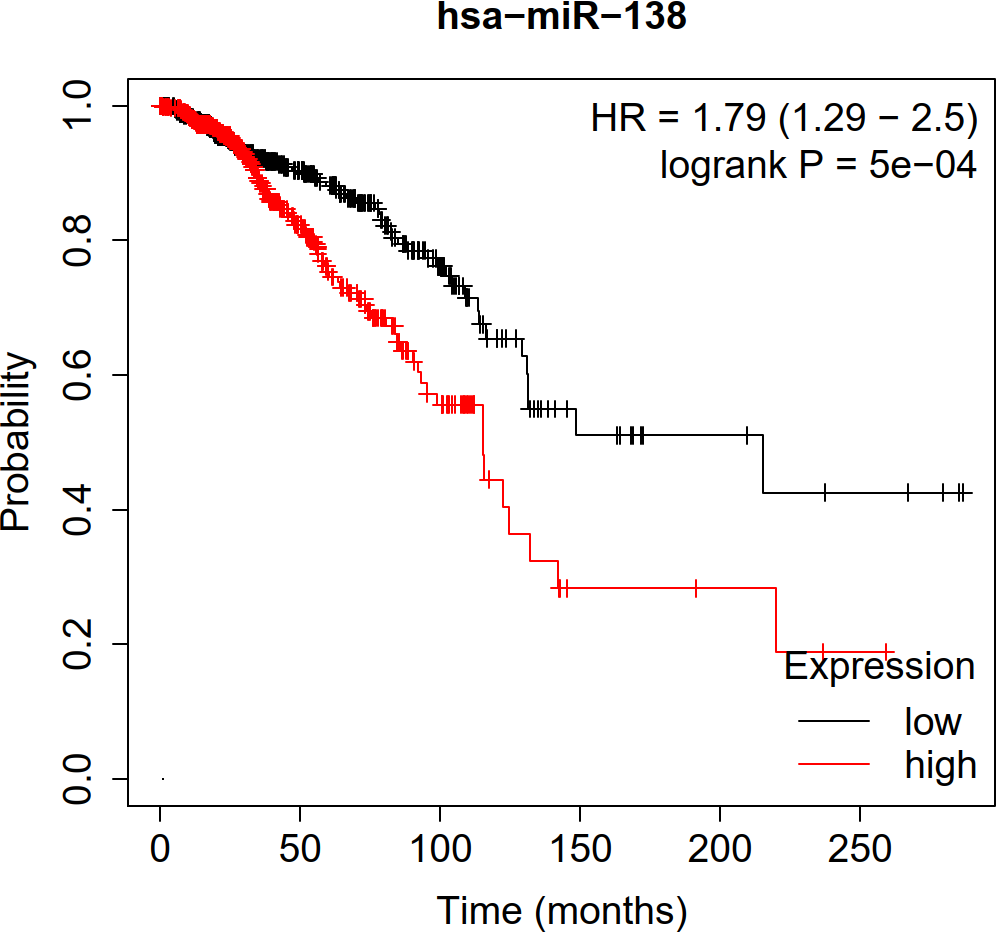 hsa−miR−138
HR = 1.79 (1.29 − 2.5)
logrank P = 5e−04
Probability
1.0
0.8
0.6
0.4
0.2
0.0
Expression
low
high
0 50 100 150 200 250
Time (months)